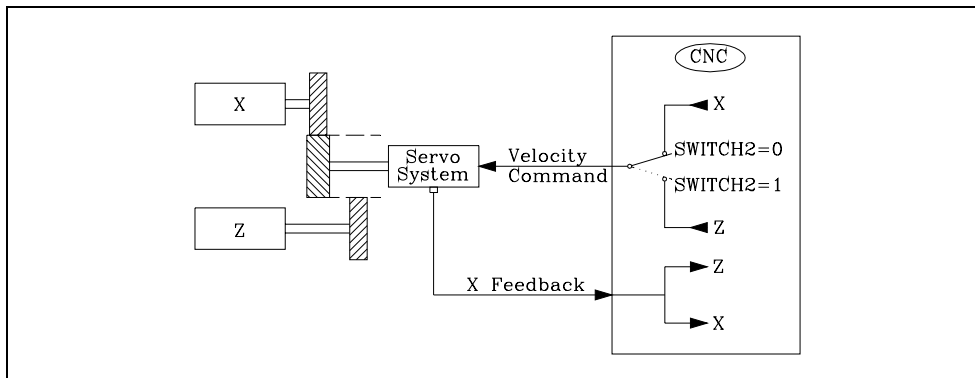 CNC
X
X
Servo
System
Velocity
Command
SWITCH2=0
SWITCH2=1
Z
Z
Z
X Feedback
X